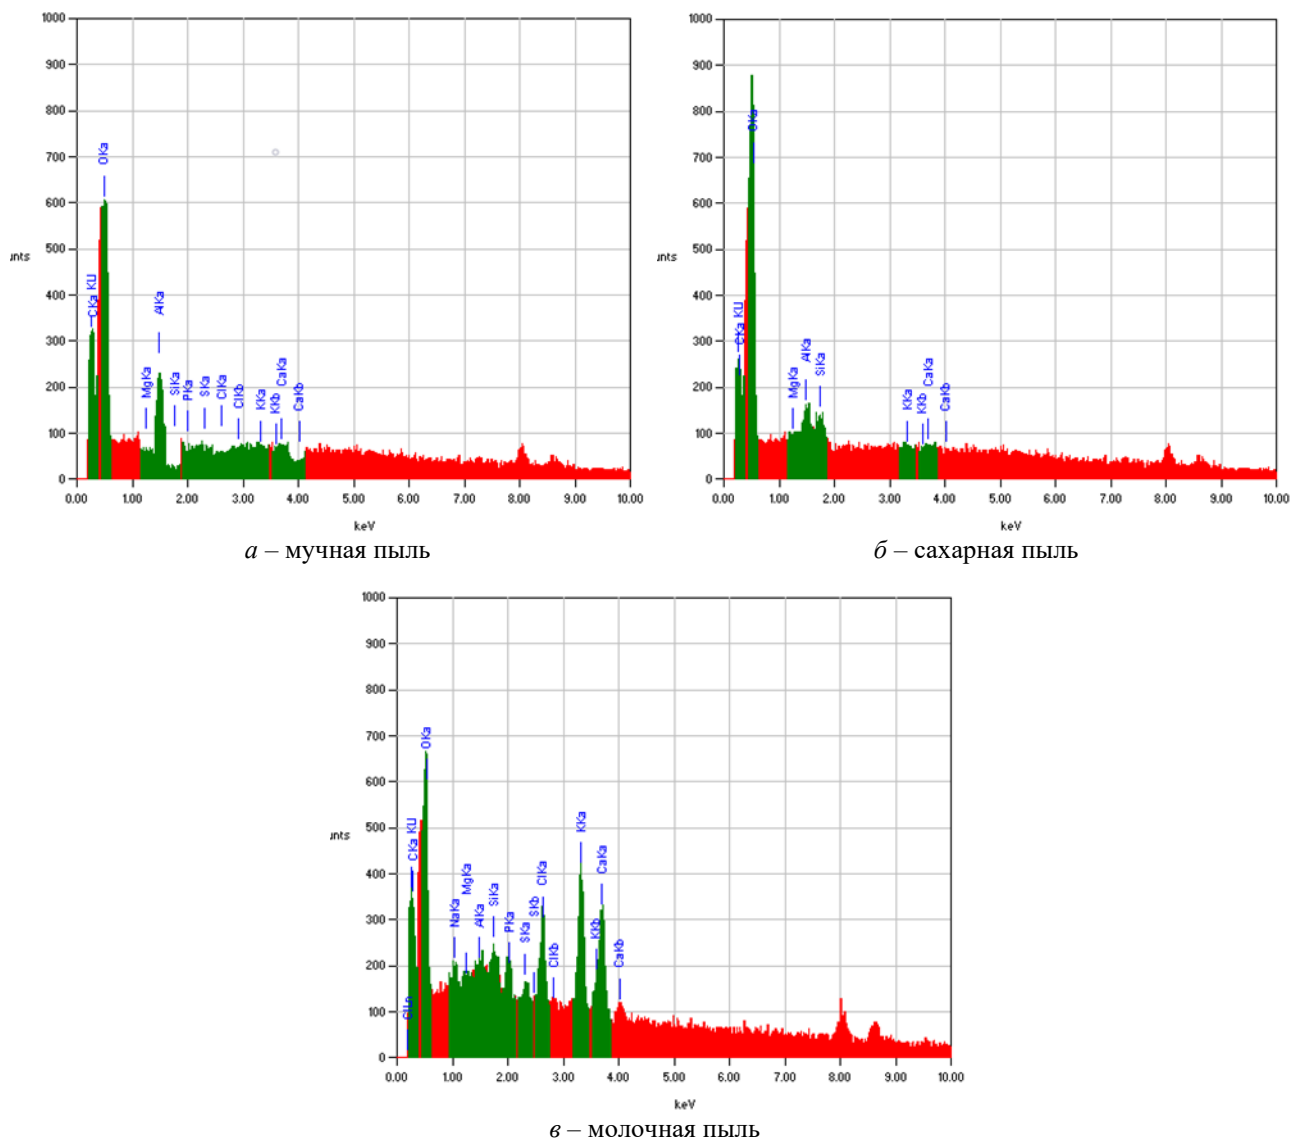 1000
900
800
700
600
500
400
300
200
100
0
ınts
OKa
CKa KLl
MgKa
AlKa
SiKa
PKa
SKa
ClKa
ClKb
KKa
KKb
CaKa
CaKb
0.00 1.00 2.00 3.00 4.00 5.00 6.00 7.00 8.00 9.00 10.00
keV
а – мучная пыль
1000
900
800
700
600
500
400
300
200
100
0
ınts
OKa
CKa KLl
MgKa
AlKa
SiKa
KKa
KKb
CaKa
CaKb
0.00 1.00 2.00 3.00 4.00 5.00 6.00 7.00 8.00 9.00 10.00
keV
б – сахарная пыль
1000
900
800
700
600
500
400
300
200
100
0
ınts
OKa
CKa KLl
NaKa
MgKa
AlKa
SiKa
PKa
SKa
SKb
ClKa
ClKb
KKa
KKb
CaKa
CaKb
0.00 1.00 2.00 3.00 4.00 5.00 6.00 7.00 8.00 9.00 10.00
keV
в – молочная пыль